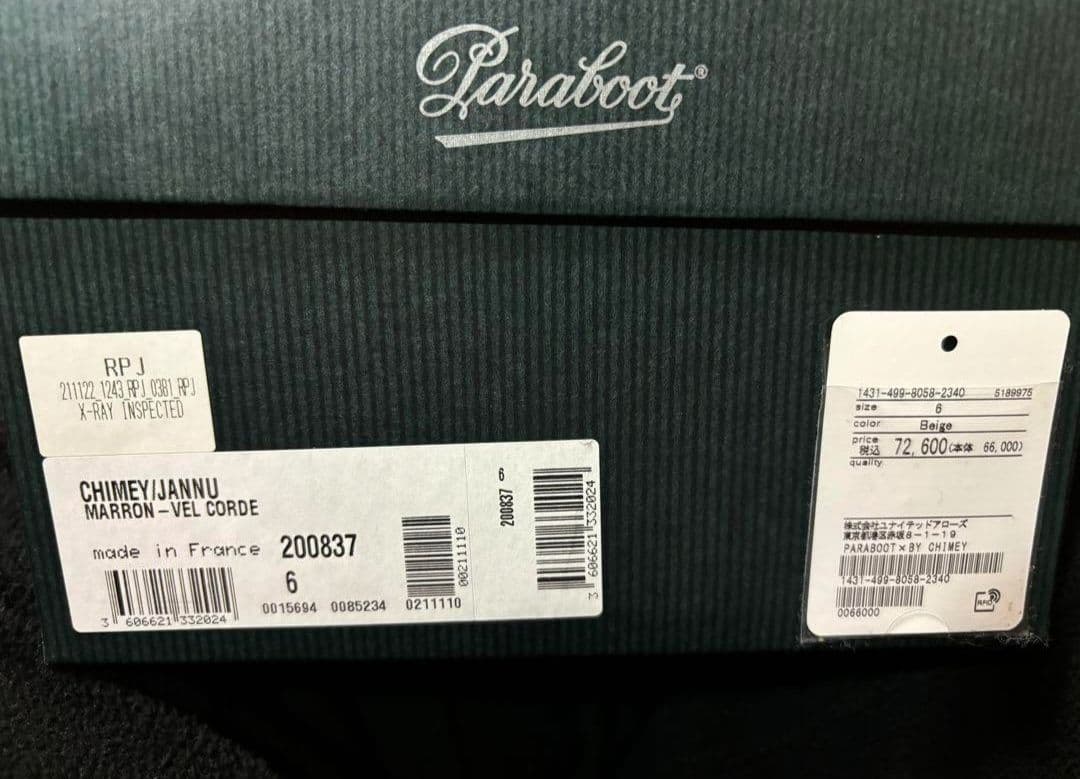 Paraboot®
RPJ
211122_1243_RPJ_0381_RPJ
X-RAY INSPECTED
CHIMEY/JANNU
MARRON-VEL CORDE
made in France 200837
6
3 606621 332024
0015694 0085234 0211110
00211110
200837 6
3 606621 332024
1431-499-8058-2340 5189975
size 6
color Beige
price
税込 72,600(本体 66,000)
quality
株式会社ユナイテッドアローズ
東京都港区赤坂8-1-19
PARABOOT×BY CHIMEY
1431-499-8058-2340
0066000
RFID